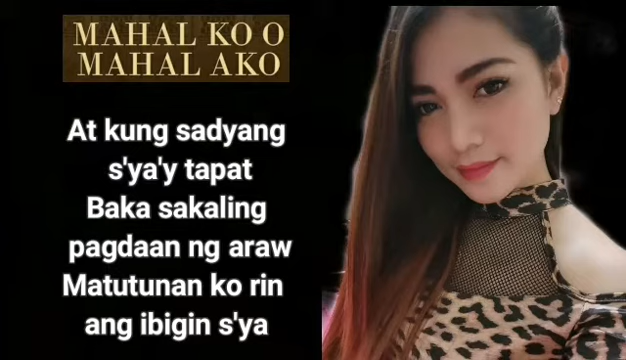 MAHAL KO O
MAHAL AKO
At kung sadyang
s'ya'y tapat
Baka sakaling
pagdaan ng araw
Matutunan ko rin
ang ibigin s'ya